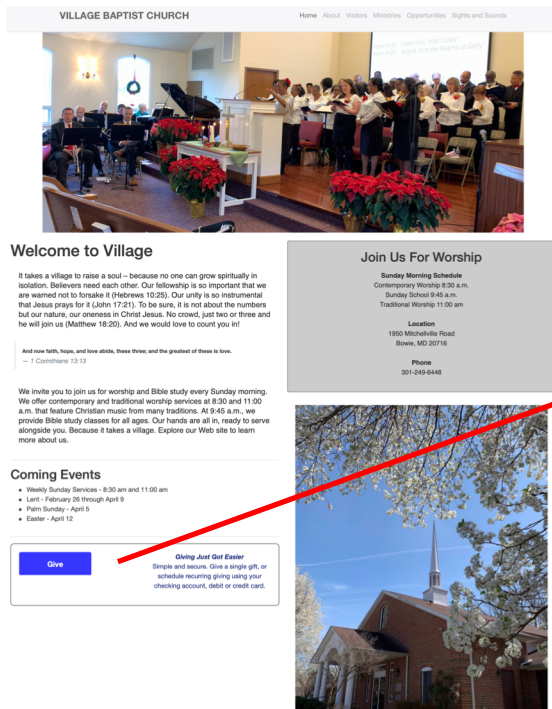 VILLAGE BAPTIST CHURCH
Home About Visitors Ministries Opportunities Sights and Sounds
Welcome to Village
It takes a village to raise a soul – because no one can grow spiritually in
isolation. Believers need each other. Our fellowship is so important that we
are warned not to forsake it (Hebrews 10:25). Our unity is so instrumental
that Jesus prays for it (John 17:21). To be sure, it is not about the numbers
but our nature, our oneness in Christ Jesus. No crowd, just two or three and
he will join us (Matthew 18:20). And we would love to count you in!
And now faith, hope, and love abide, these three; and the greatest of these is love.
— 1 Corinthians 13:13
We invite you to join us for worship and Bible study every Sunday morning.
We offer contemporary and traditional worship services at 8:30 and 11:00
a.m. that feature Christian music from many traditions. At 9:45 a.m., we
provide Bible study classes for all ages. Our hands are all in, ready to serve
alongside you. Because it takes a village. Explore our Web site to learn
more about us.
Coming Events
• Weekly Sunday Services - 8:30 am and 11:00 am
• Lent - February 26 through April 9
• Palm Sunday - April 5
• Easter - April 12
Give
Giving Just Got Easier
Simple and secure. Give a single gift, or
schedule recurring giving using your
checking account, debit or credit card.
Join Us For Worship
Sunday Morning Schedule
Contemporary Worship 8:30 a.m.
Sunday School 9:45 a.m.
Traditional Worship 11:00 am
Location
1950 Mitchellville Road
Bowie, MD 20716
Phone
301-249-6446